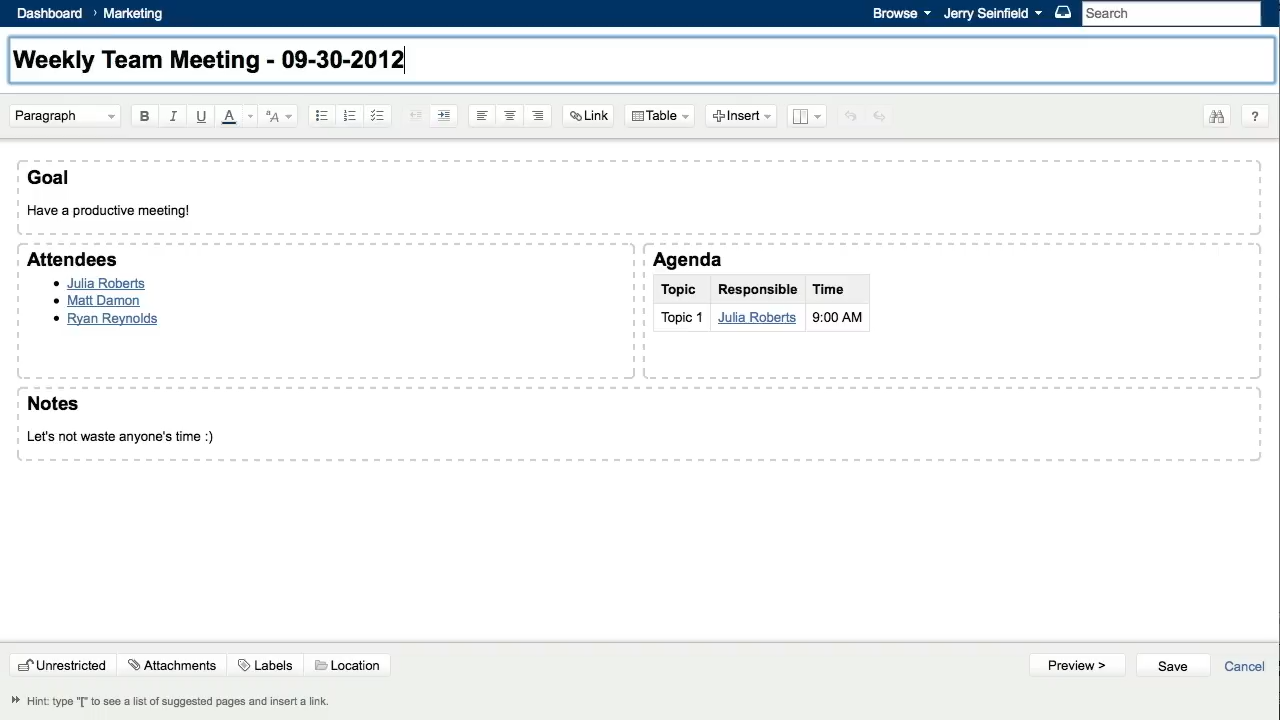 Dashboard › Marketing Browse Jerry Seinfield Search
Weekly Team Meeting - 09-30-2012
Paragraph B I U A ªA Link Table Insert ?
Goal
Have a productive meeting!
Attendees
Julia Roberts
Matt Damon
Ryan Reynolds
Agenda
Topic Responsible Time
Topic 1 Julia Roberts 9:00 AM
Notes
Let's not waste anyone's time :)
Unrestricted Attachments Labels Location Preview > Save Cancel
Hint: type "[" to see a list of suggested pages and insert a link.